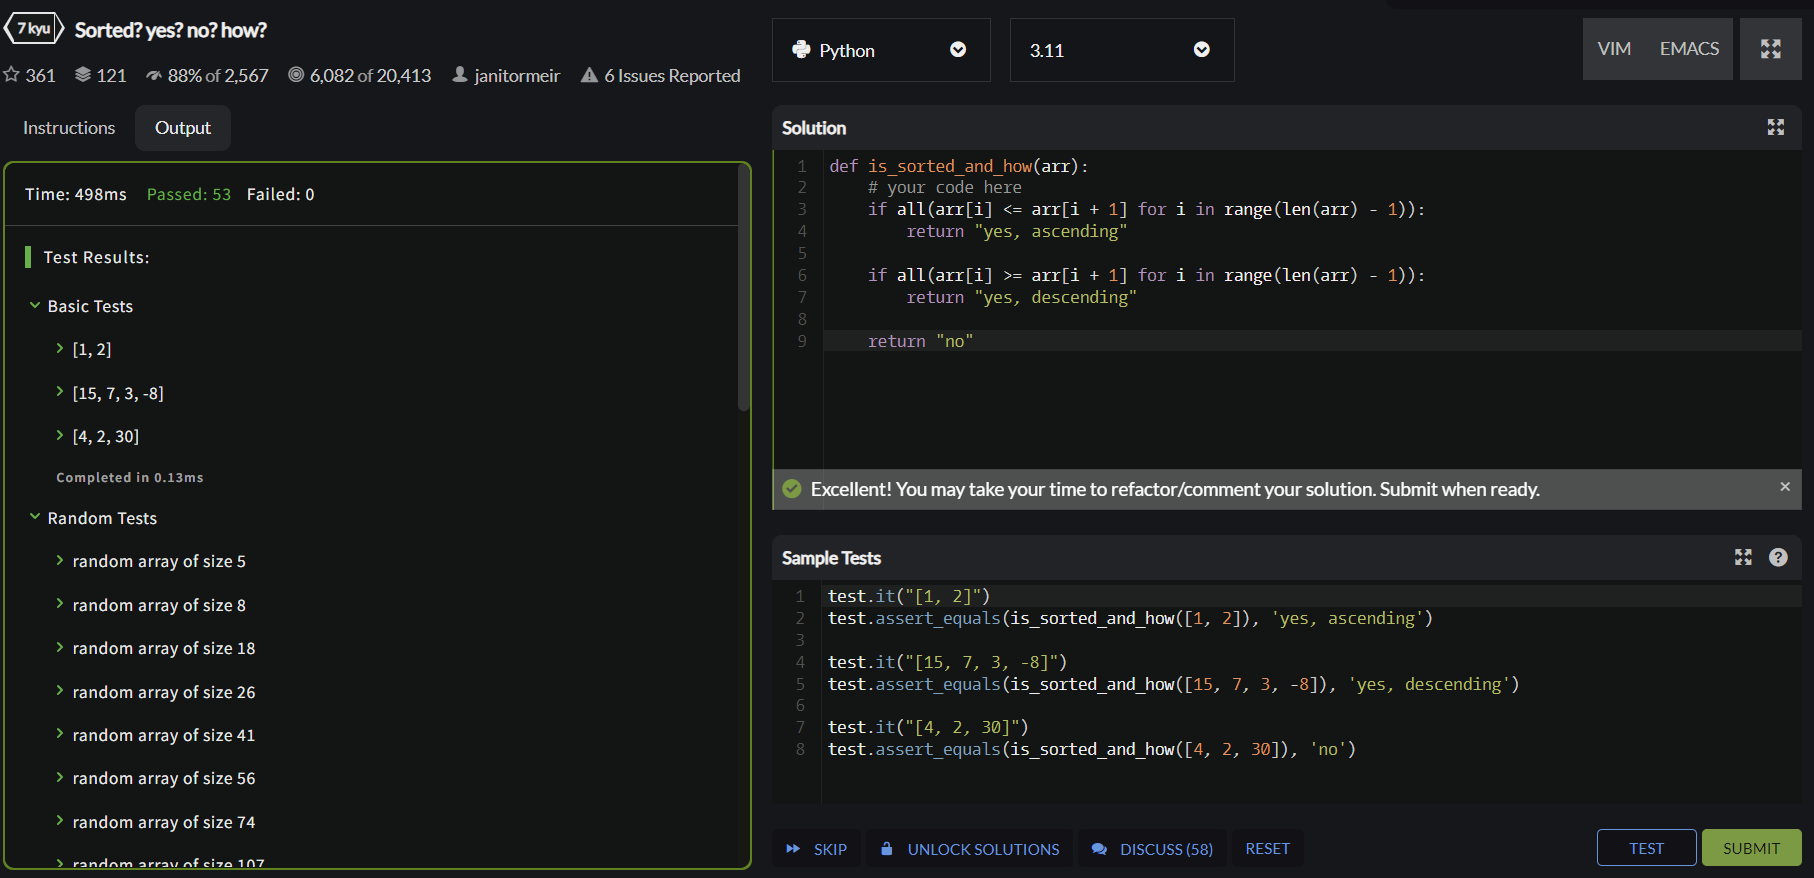 7 kyu
Sorted? yes? no? how?
361 121 88% of 2,567 6,082 of 20,413 janitormeir 6 Issues Reported
Instructions Output
Time: 498ms Passed: 53 Failed: 0
Test Results:
Basic Tests
[1, 2]
[15, 7, 3, -8]
[4, 2, 30]
Completed in 0.13ms
Random Tests
random array of size 5
random array of size 8
random array of size 18
random array of size 26
random array of size 41
random array of size 56
random array of size 74
random array of size 107
Python 3.11 VIM EMACS
Solution
1 def is_sorted_and_how(arr):
2 # your code here
3 if all(arr[i] <= arr[i + 1] for i in range(len(arr) - 1)):
4 return "yes, ascending"
5
6 if all(arr[i] >= arr[i + 1] for i in range(len(arr) - 1)):
7 return "yes, descending"
8
9 return "no"
Excellent! You may take your time to refactor/comment your solution. Submit when ready. ×
Sample Tests ?
1 test.it("[1, 2]")
2 test.assert_equals(is_sorted_and_how([1, 2]), 'yes, ascending')
3
4 test.it("[15, 7, 3, -8]")
5 test.assert_equals(is_sorted_and_how([15, 7, 3, -8]), 'yes, descending')
6
7 test.it("[4, 2, 30]")
8 test.assert_equals(is_sorted_and_how([4, 2, 30]), 'no')
SKIP UNLOCK SOLUTIONS DISCUSS (58) RESET TEST SUBMIT